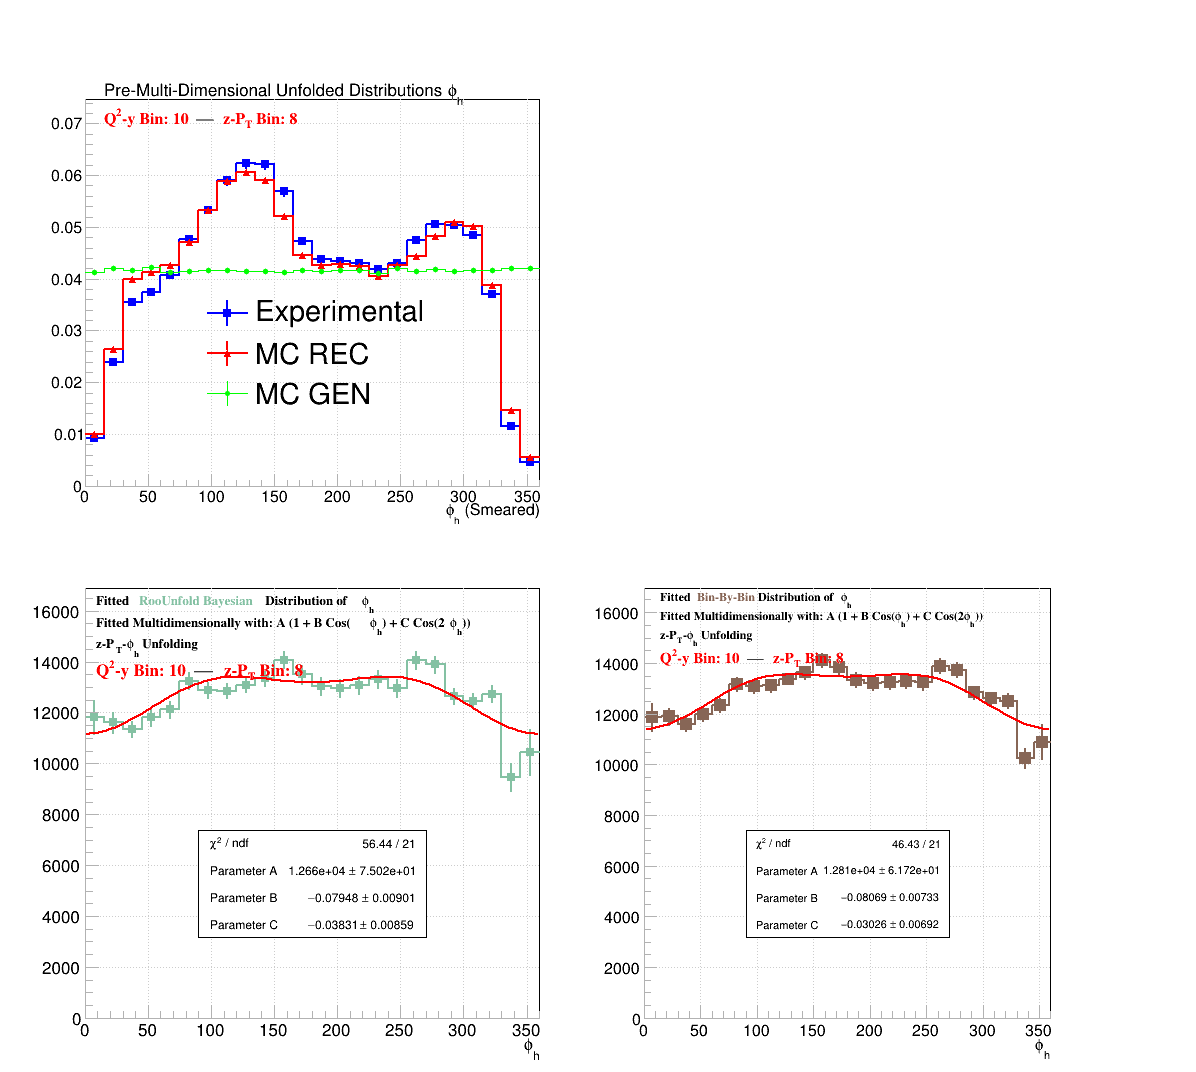 Pre-Multi-Dimensional Unfolded Distributions ϕh
Q²-y Bin: 10 — z-PT Bin: 8
0.07
0.06
0.05
0.04
0.03
0.02
0.01
0
Experimental
MC REC
MC GEN
0 50 100 150 200 250 300 350
ϕh (Smeared)
Fitted RooUnfold Bayesian Distribution of ϕh
Fitted Multidimensionally with: A (1 + B Cos( ϕh) + C Cos(2 ϕh))
z-PT-ϕh Unfolding
Q²-y Bin: 10 — z-PT Bin: 8
16000
14000
12000
10000
8000
6000
4000
2000
0
χ² / ndf 56.44 / 21
Parameter A 1.266e+04 ± 7.502e+01
Parameter B −0.07948 ± 0.00901
Parameter C −0.03831 ± 0.00859
0 50 100 150 200 250 300 350
ϕh
Fitted Bin-By-Bin Distribution of ϕh
Fitted Multidimensionally with: A (1 + B Cos(ϕh) + C Cos(2ϕh))
z-PT-ϕh Unfolding
Q²-y Bin: 10 — z-PT Bin: 8
16000
14000
12000
10000
8000
6000
4000
2000
0
χ² / ndf 46.43 / 21
Parameter A 1.281e+04 ± 6.172e+01
Parameter B −0.08069 ± 0.00733
Parameter C −0.03026 ± 0.00692
0 50 100 150 200 250 300 350
ϕh